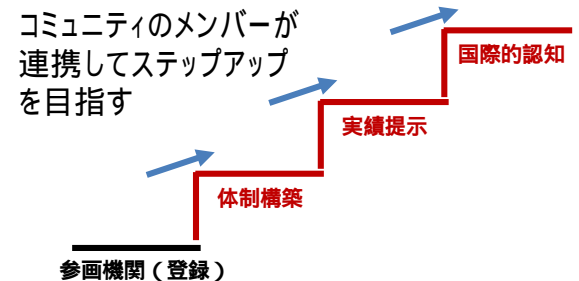 コミュニティのメンバーが
連携してステップアップ
を目指す
国際的認知
実績提示
体制構築
参画機関(登録)